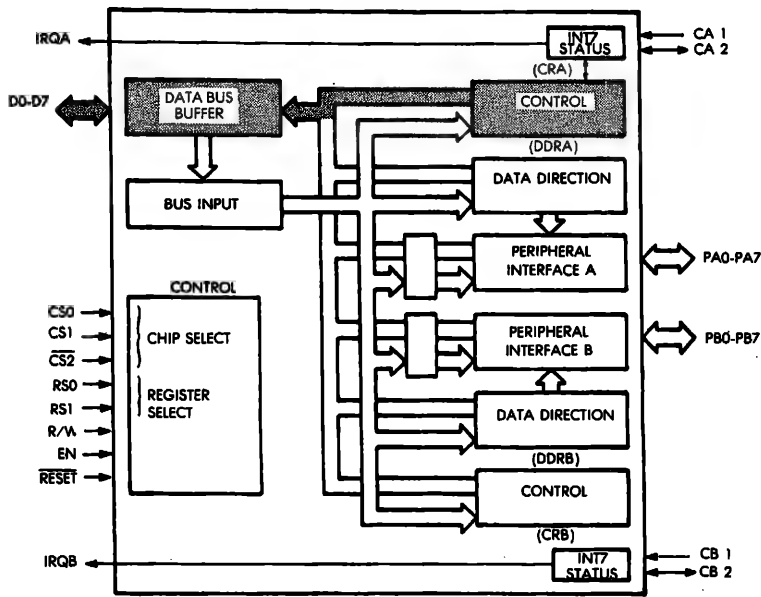 IRQA
INT7
STATUS
CA 1
CA 2
(CRA)
D0-D7
DATA BUS
BUFFER
CONTROL
(DDRA)
DATA DIRECTION
BUS INPUT
PERIPHERAL
INTERFACE A
PA0-PA7
CONTROL
CS0
CS1
CS2
RS0
RS1
R/W
EN
RESET
CHIP SELECT
REGISTER
SELECT
PERIPHERAL
INTERFACE B
PB0-PB7
DATA DIRECTION
(DDRB)
CONTROL
(CRB)
IRQB
INT7
STATUS
CB 1
CB 2